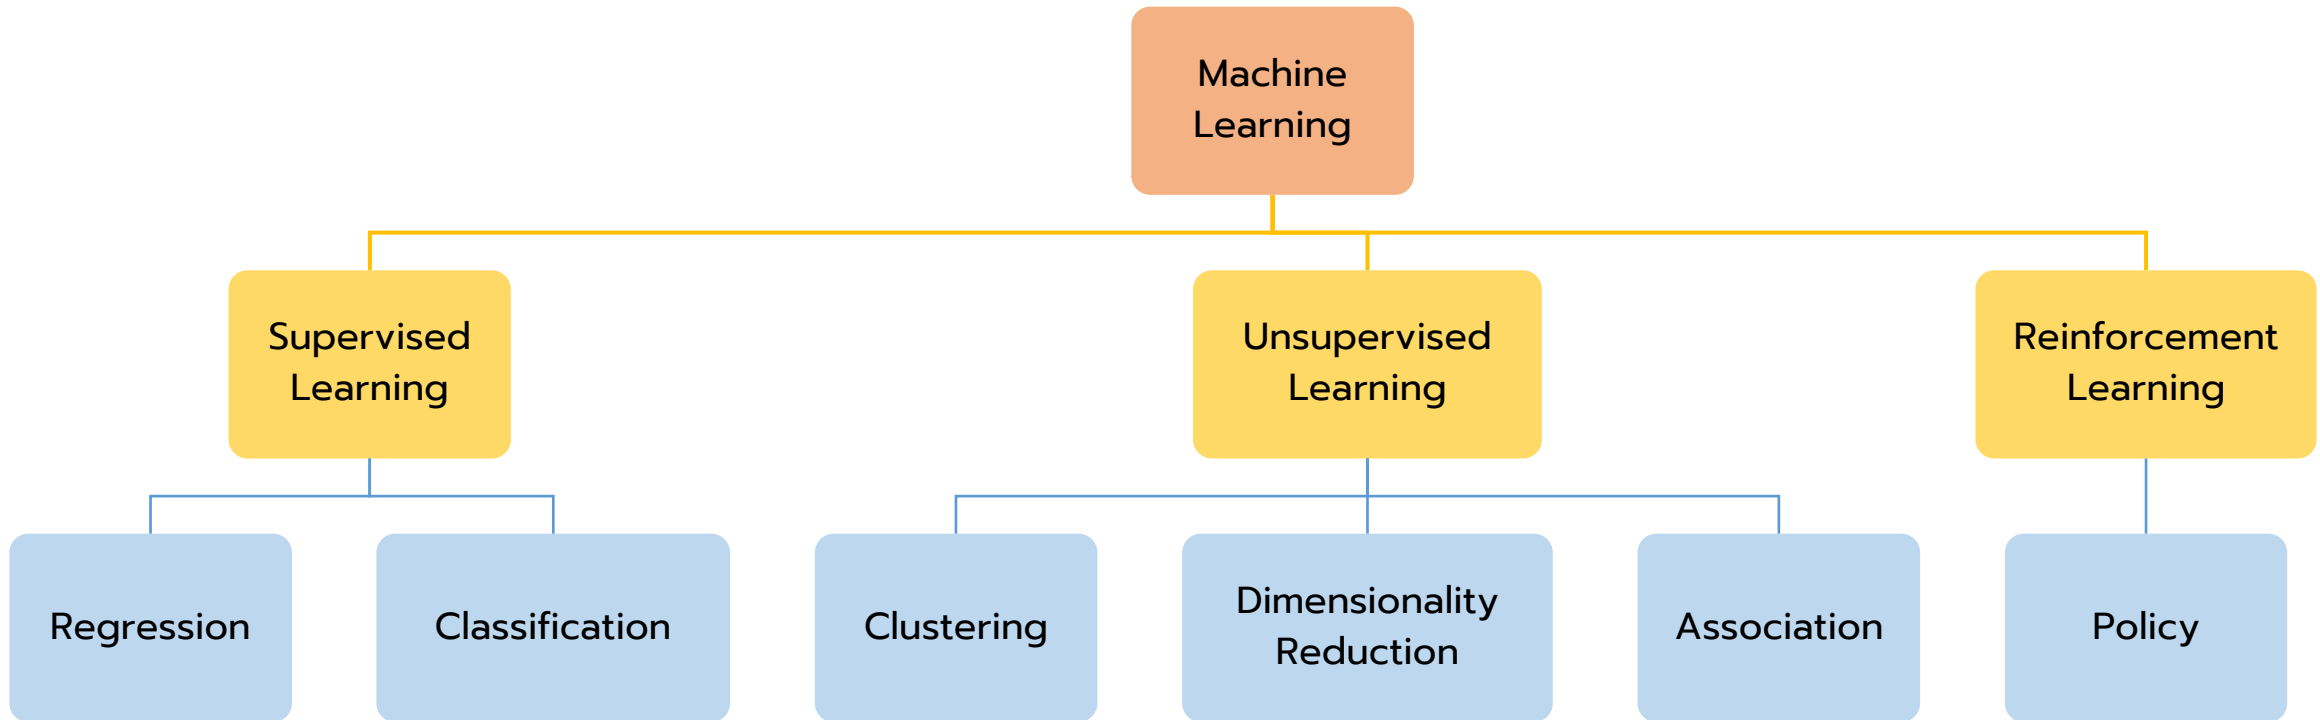 Machine
Learning
Supervised
Learning
Unsupervised
Learning
Reinforcement
Learning
Regression
Classification
Clustering
Dimensionality
Reduction
Association
Policy